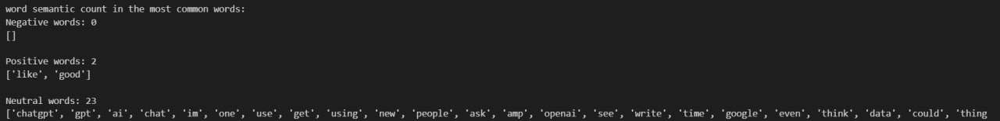 word semantic count in the most common words:
Negative words: 0
[]
Positive words: 2
['like', 'good']
Neutral words: 23
['chatgpt', 'gpt', 'ai', 'chat', 'im', 'one', 'use', 'get', 'using', 'new', 'people', 'ask', 'amp', 'openai', 'see', 'write', 'time', 'google', 'even', 'think', 'data', 'could', 'thing